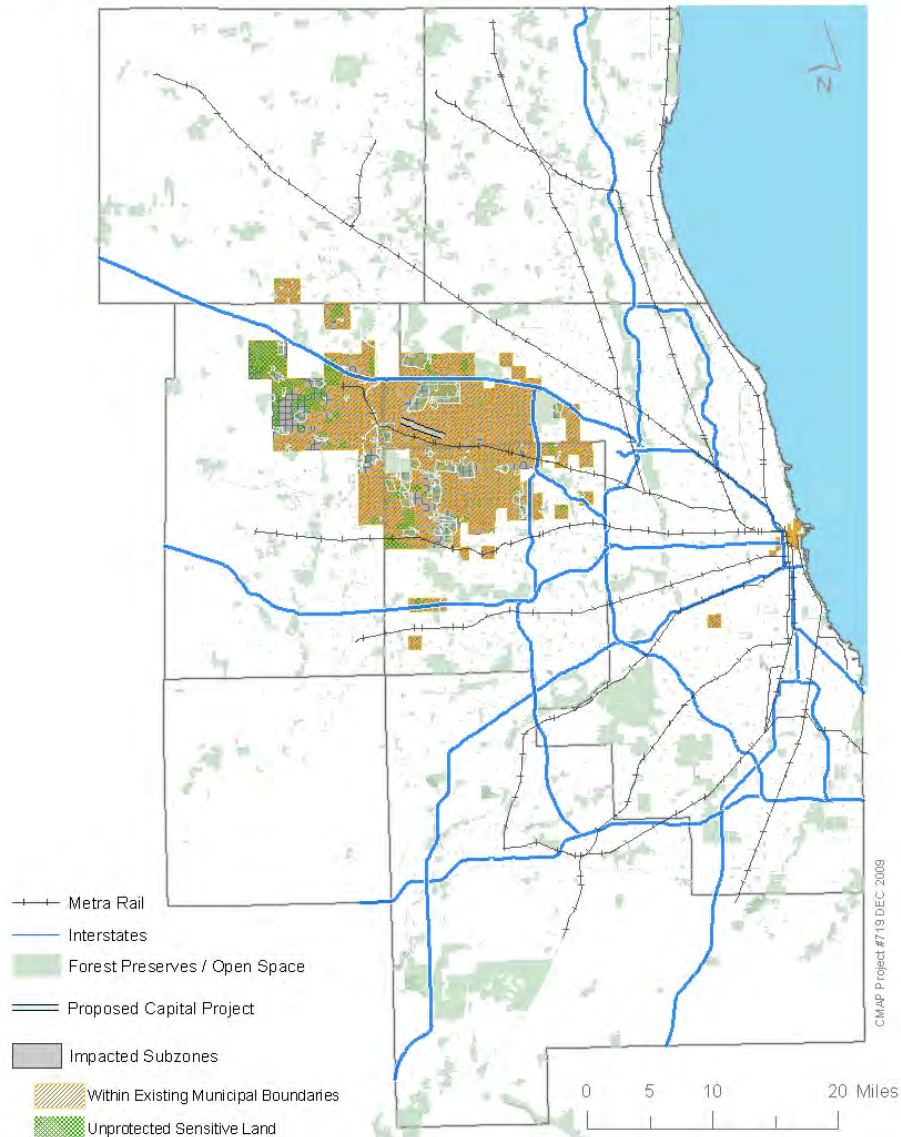 N
Metra Rail
Interstates
Forest Preserves / Open Space
Proposed Capital Project
Impacted Subzones
Within Existing Municipal Boundaries
Unprotected Sensitive Land
0 5 10 20 Miles
CMAP Project #719 DEC 2009